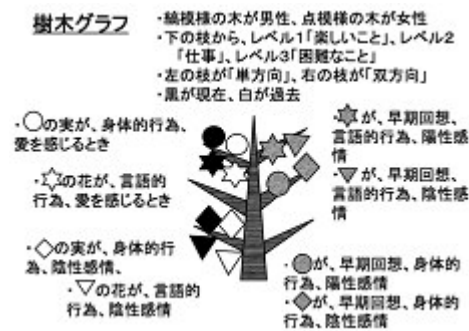 樹木グラフ
・縞模様の木が男性、点模様の木が女性
・下の枝から、レベル1「楽しいこと」、レベル2
「仕事」、レベル3「困難なこと」
・左の枝が「単方向」、右の枝が「双方向」
・黒が現在、白が過去
・○の実が、身体的行為、
愛を感じるとき
・☆の花が、言語的
行為、愛を感じるとき
・◇の実が、身体的行
為、陰性感情、
・▽の花が、言語的
行為、陰性感情
・✡が、早期回想、
言語的行為、陽性感
情
・▼が、早期回想、
言語的行為、陰性感
情
・●が、早期回想、身体的
行為、陽性感情
・◆が、早期回想、身体的
行為、陰性感情